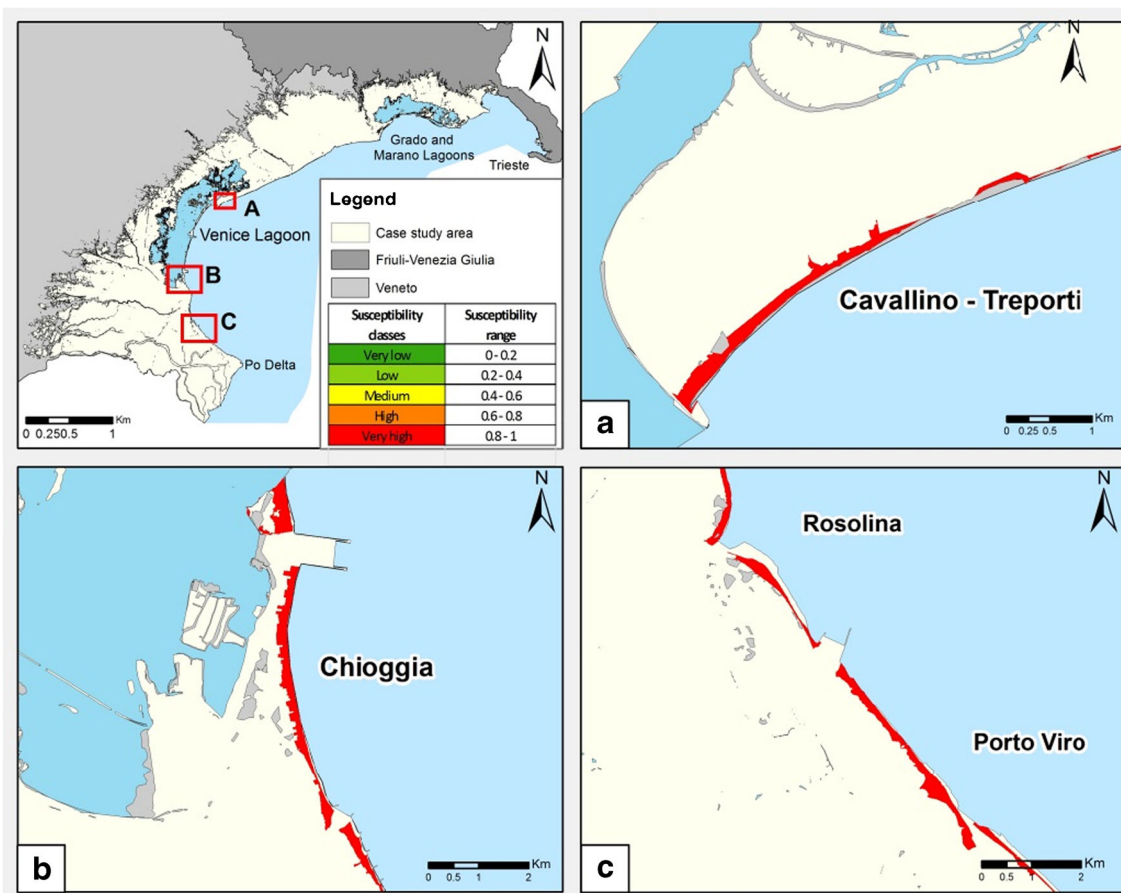 N
Grado and
Marano Lagoons
Trieste
A
Venice Lagoon
B
C
Po Delta
Km
0 0.25 0.5 1
Legend
Case study area
Friuli-Venezia Giulia
Veneto
Susceptibility classes Susceptibility range
Very low 0 - 0.2
Low 0.2 - 0.4
Medium 0.4 - 0.6
High 0.6 - 0.8
Very high 0.8 - 1
N
Cavallino - Treporti
Km
0 0.25 0.5 1
a
N
Chioggia
Km
0 0.5 1 2
b
N
Rosolina
Porto Viro
Km
0 0.5 1 2
c